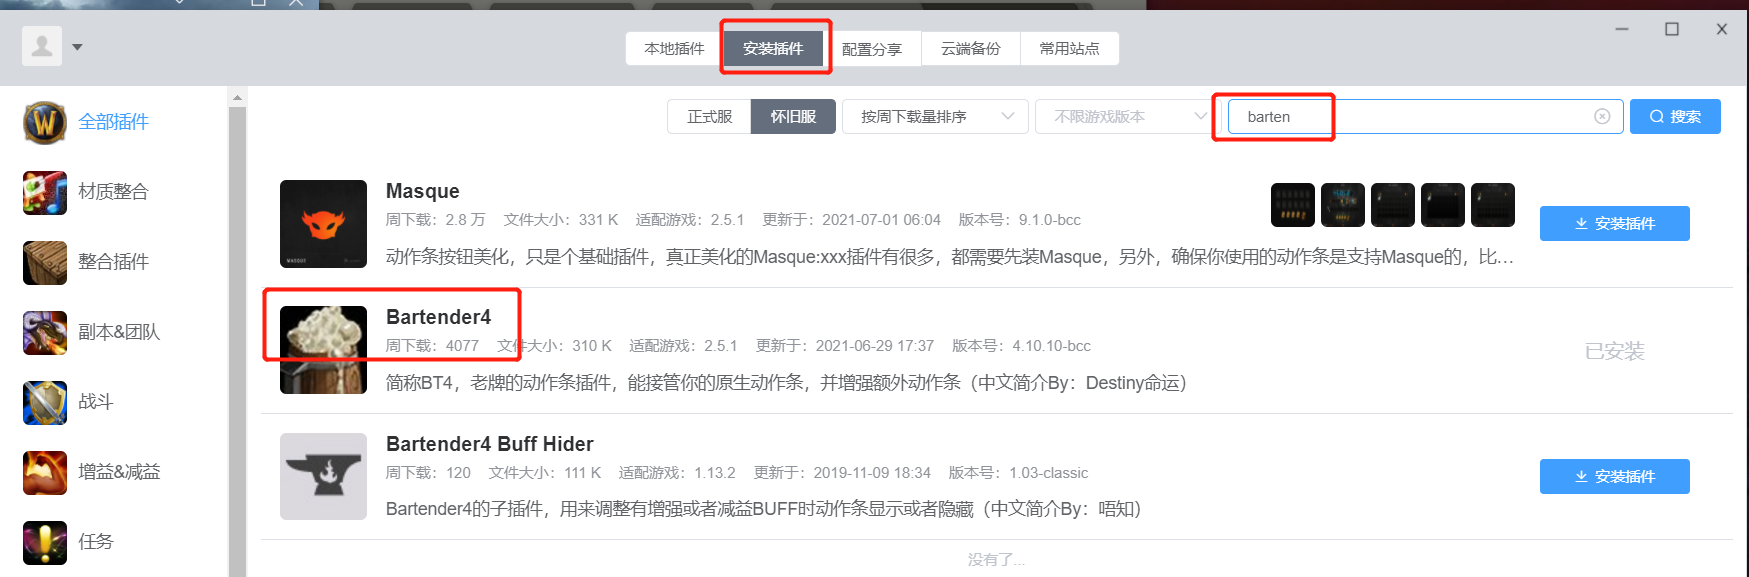 本地插件 安装插件 配置分享 云端备份 常用站点
正式服 怀旧服 按周下载量排序 不限游戏版本 barten 搜索
全部插件
材质整合
整合插件
副本&团队
战斗
增益&减益
任务
Masque
周下载：2.8 万 文件大小：331 K 适配游戏：2.5.1 更新于：2021-07-01 06:04 版本号：9.1.0-bcc
动作条按钮美化，只是个基础插件，真正美化的Masque:xxx插件有很多，都需要先装Masque，另外，确保你使用的动作条是支持Masque的，比...
安装插件
Bartender4
周下载：4077 文件大小：310 K 适配游戏：2.5.1 更新于：2021-06-29 17:37 版本号：4.10.10-bcc
简称BT4，老牌的动作条插件，能接管你的原生动作条，并增强额外动作条（中文简介By：Destiny命运）
已安装
Bartender4 Buff Hider
周下载：120 文件大小：111 K 适配游戏：1.13.2 更新于：2019-11-09 18:34 版本号：1.03-classic
Bartender4的子插件，用来调整有增强或者减益BUFF时动作条显示或者隐藏（中文简介By：唔知）
安装插件
没有了...